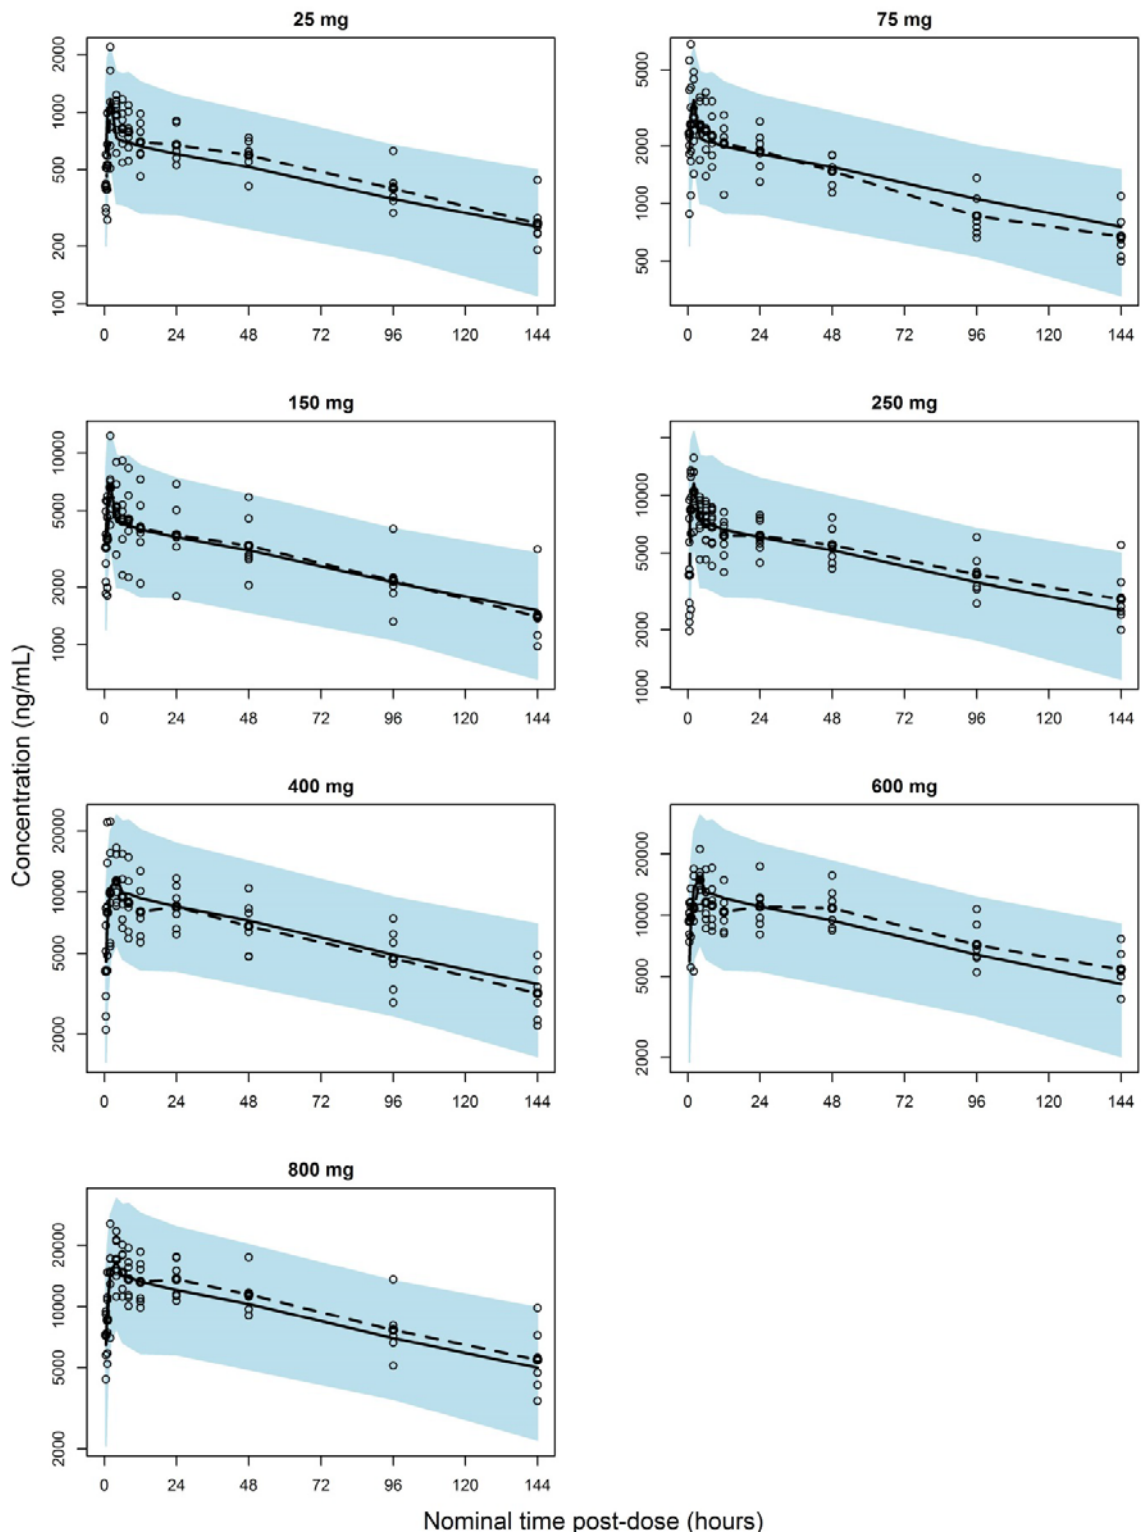 25 mg
2000
1000
500
200
100
0 24 48 72 96 120 144
75 mg
5000
2000
1000
500
0 24 48 72 96 120 144
150 mg
10000
5000
2000
1000
0 24 48 72 96 120 144
250 mg
10000
5000
2000
1000
0 24 48 72 96 120 144
Concentration (ng/mL)
400 mg
20000
10000
5000
2000
0 24 48 72 96 120 144
600 mg
20000
10000
5000
2000
0 24 48 72 96 120 144
800 mg
20000
10000
5000
2000
0 24 48 72 96 120 144
Nominal time post-dose (hours)